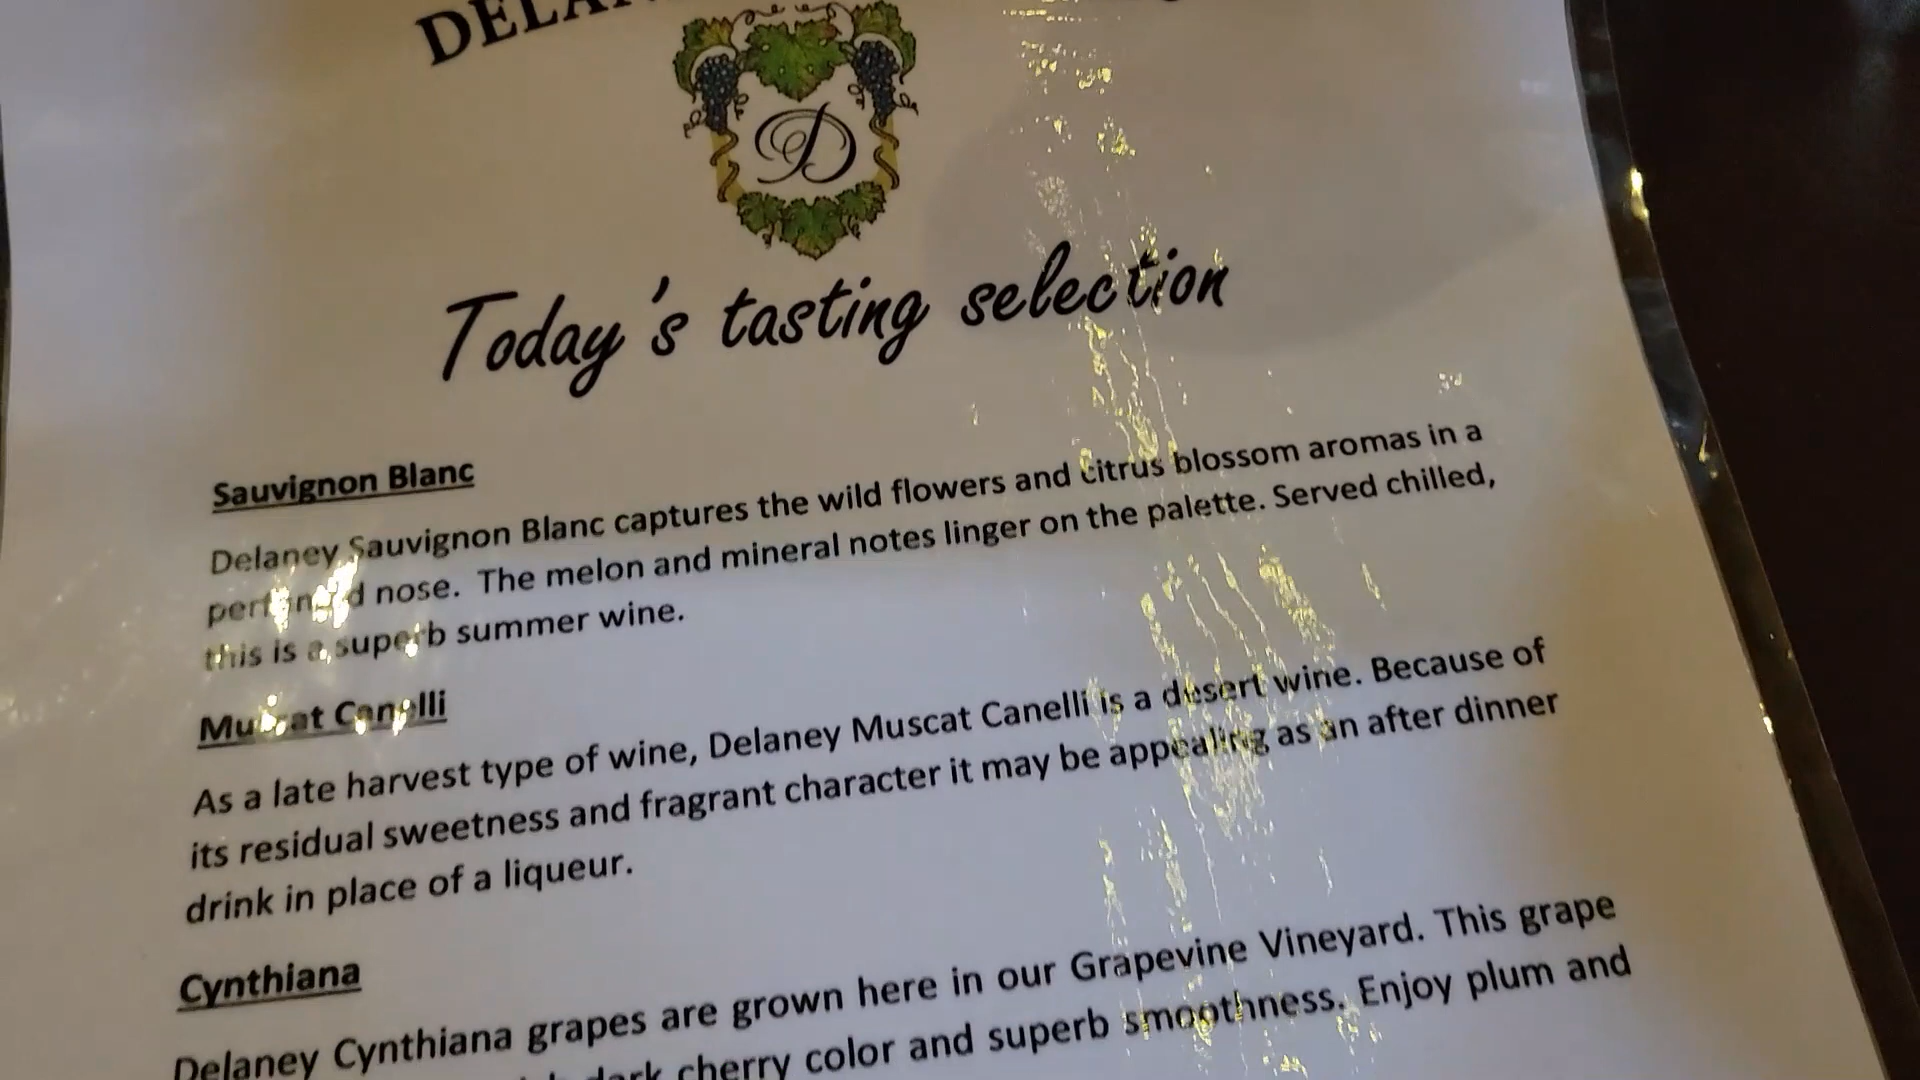 D
Today's tasting selection
Sauvignon Blanc
Delaney Sauvignon Blanc captures the wild flowers and citrus blossom aromas in a
perfumed nose. The melon and mineral notes linger on the palette. Served chilled,
this is a superb summer wine.
Muscat Canelli
As a late harvest type of wine, Delaney Muscat Canelli is a desert wine. Because of
its residual sweetness and fragrant character it may be appealing as an after dinner
drink in place of a liqueur.
Cynthiana
Delaney Cynthiana grapes are grown here in our Grapevine Vineyard. This grape
dark cherry color and superb smoothness. Enjoy plum and